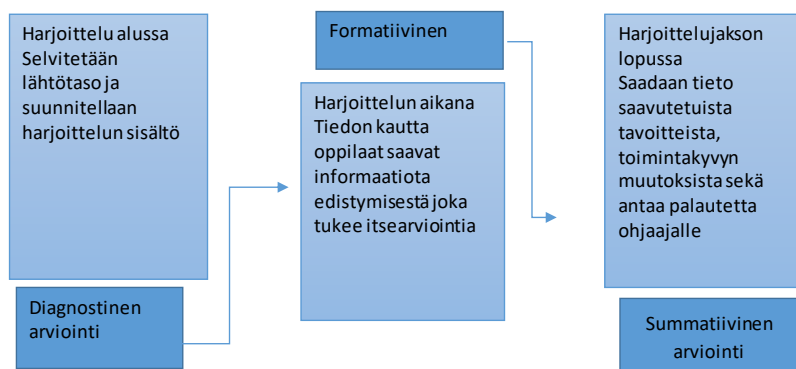 Harjoittelu alussa
Selvitetään
lähtötaso ja
suunnitellaan
harjoittelun sisältö
Diagnostinen
arviointi
Formatiivinen
Harjoittelun aikana
Tiedon kautta
oppilaat saavat
informaatiota
edistymisestä joka
tukee itsearviointia
Harjoittelujakson
lopussa
Saadaan tieto
saavutetuista
tavoitteista,
toimintakyvyn
muutoksista sekä
antaa palautetta
ohjaajalle
Summatiivinen
arviointi